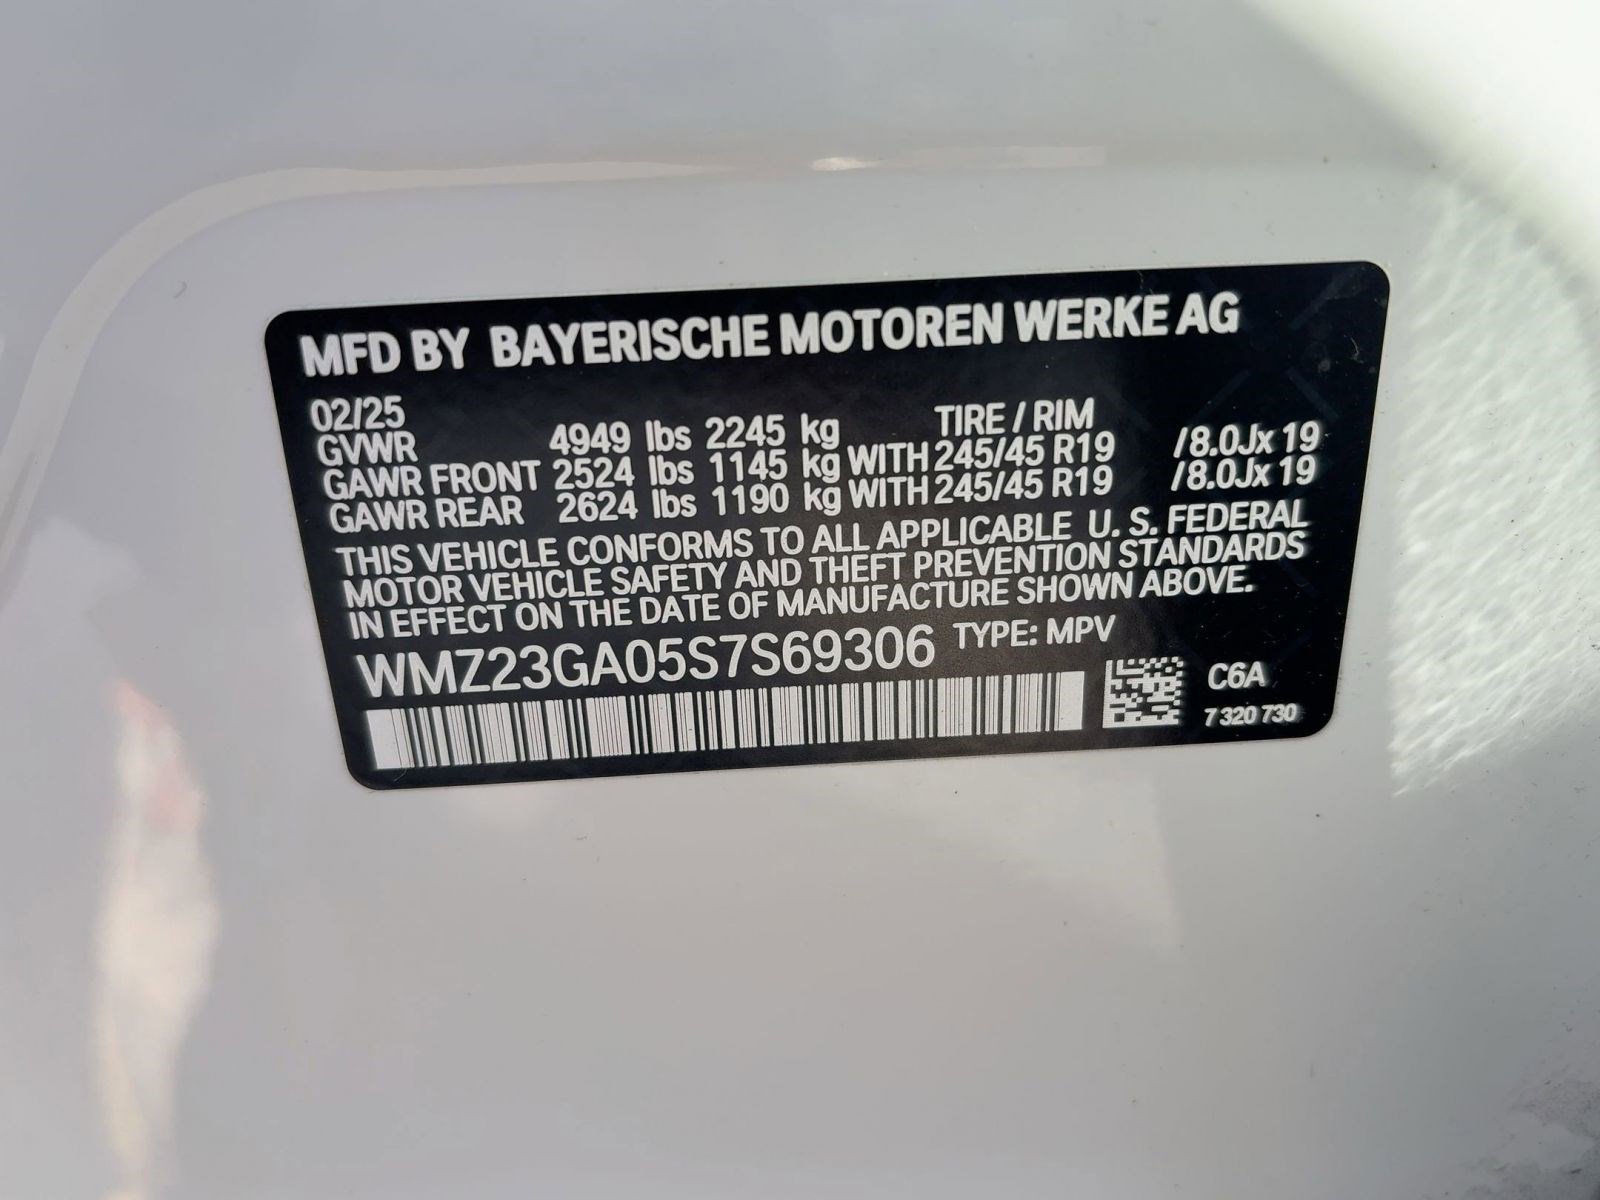 MFD BY BAYERISCHE MOTOREN WERKE AG
02/25 TIRE / RIM
GVWR 4949 lbs 2245 kg
GAWR FRONT 2524 lbs 1145 kg WITH 245/45 R19 /8.0Jx 19
GAWR REAR 2624 lbs 1190 kg WITH 245/45 R19 /8.0Jx 19
THIS VEHICLE CONFORMS TO ALL APPLICABLE U. S. FEDERAL
MOTOR VEHICLE SAFETY AND THEFT PREVENTION STANDARDS
IN EFFECT ON THE DATE OF MANUFACTURE SHOWN ABOVE.
WMZ23GA05S7S69306 TYPE: MPV
C6A
7 320 730